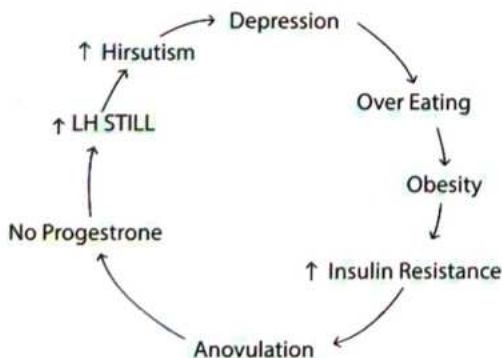 Depression
Over Eating
Obesity
↑ Insulin Resistance
Anovulation
No Progestrone
↑ LH STILL
↑ Hirsutism